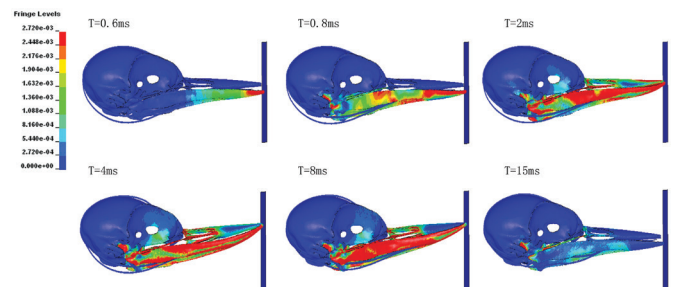 Fringe Levels
2.720e-03
2.448e-03
2.176e-03
1.904e-03
1.632e-03
1.360e-03
1.088e-03
8.160e-04
5.440e-04
2.720e-04
0.000e+00
T=0.6ms
T=0.8ms
T=2ms
T=4ms
T=8ms
T=15ms